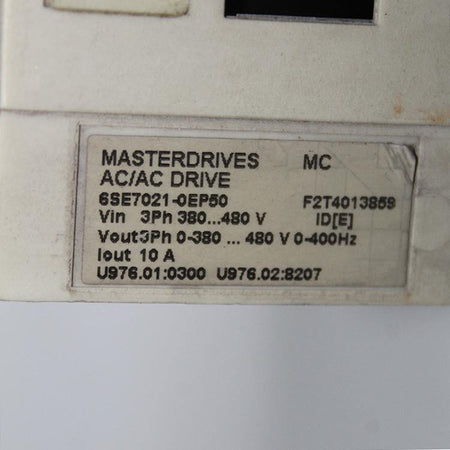 MASTERDRIVES MC
AC/AC DRIVE
6SE7021-0EP50 F2T4013859
Vin 3Ph 380...480 V ID[E]
Vout3Ph 0-380 ... 480 V 0-400Hz
Iout 10 A
U976.01:0300 U976.02:8207